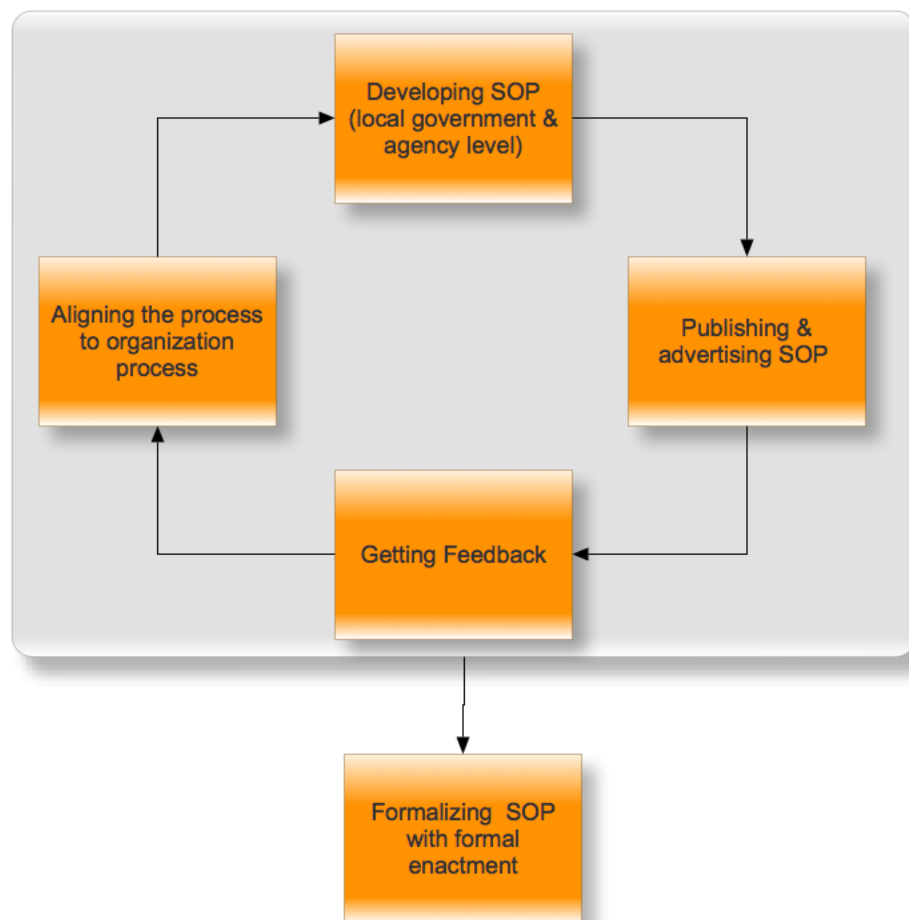 Developing SOP
(local government &
agency level)
Aligning the process
to organization
process
Publishing &
advertising SOP
Getting Feedback
Formalizing  SOP
with formal
enactment